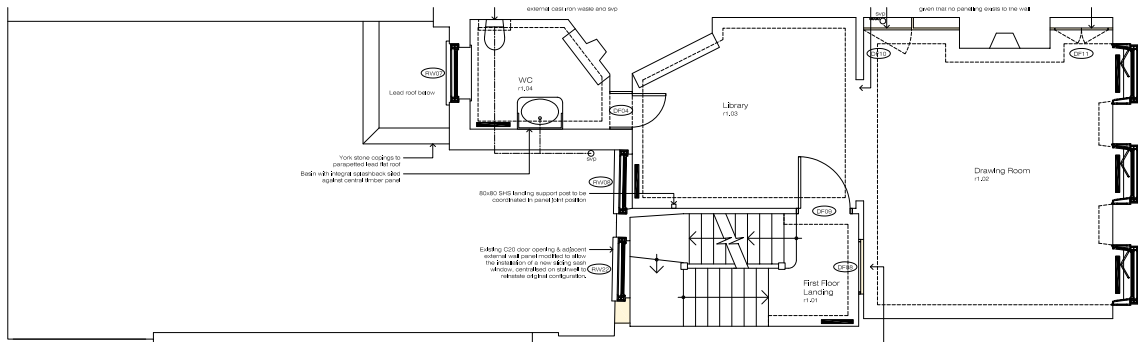 external cast iron waste and svp
svp
given that no panelling exists to the wall
RW07
WC
r1.04
DF10
DF11
Lead roof below
Library
r1.03
DF04
York stone copings to
parapetted lead flat roof
svp
Basin with integral splashback sited
against central timber panel
Drawing Room
r1.02
RW08
80x80 SHS landing support post to be
coordinated in panel joint position
DF09
Existing C20 door opening & adjacent
external wall panel modified to allow
the installation of a new sliding sash
window, centralised on stairwell to
reinstate original configuration.
RW22
DF08
First Floor
Landing
r1.01